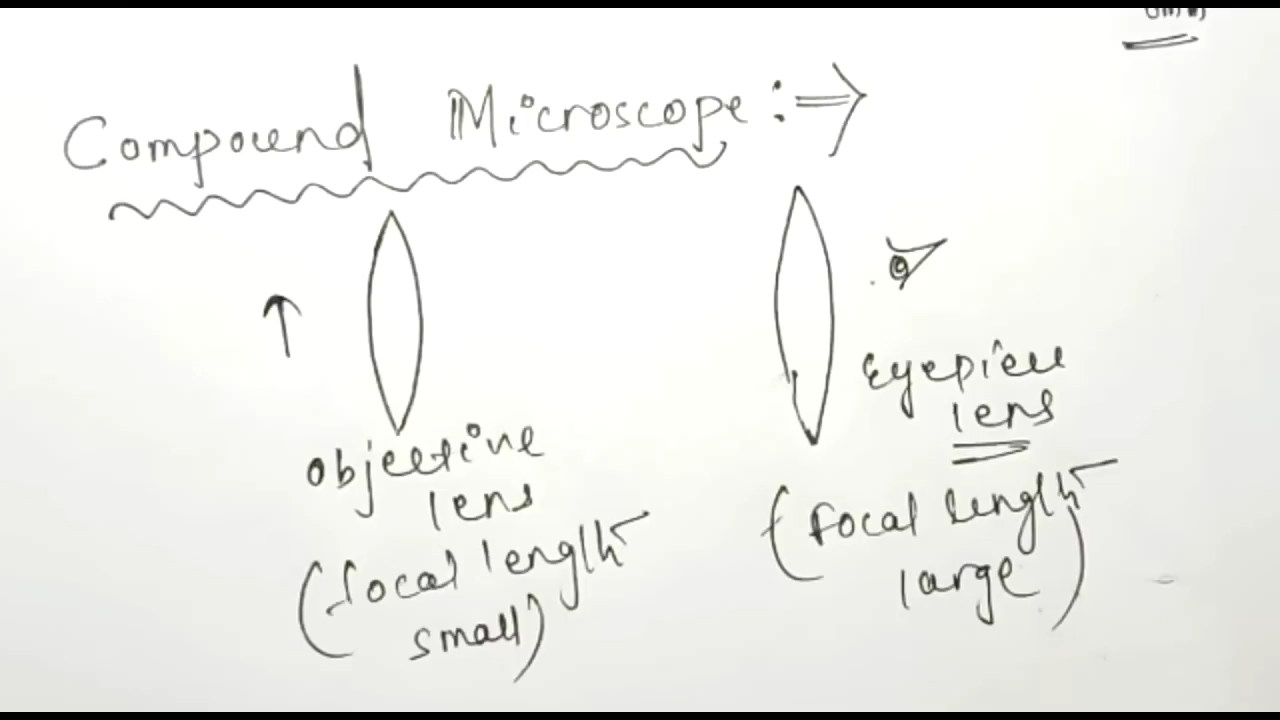 Compound Microscope :⇒
Objective
lens
(focal length
small)
Eyepiece
lens
(focal length
large)